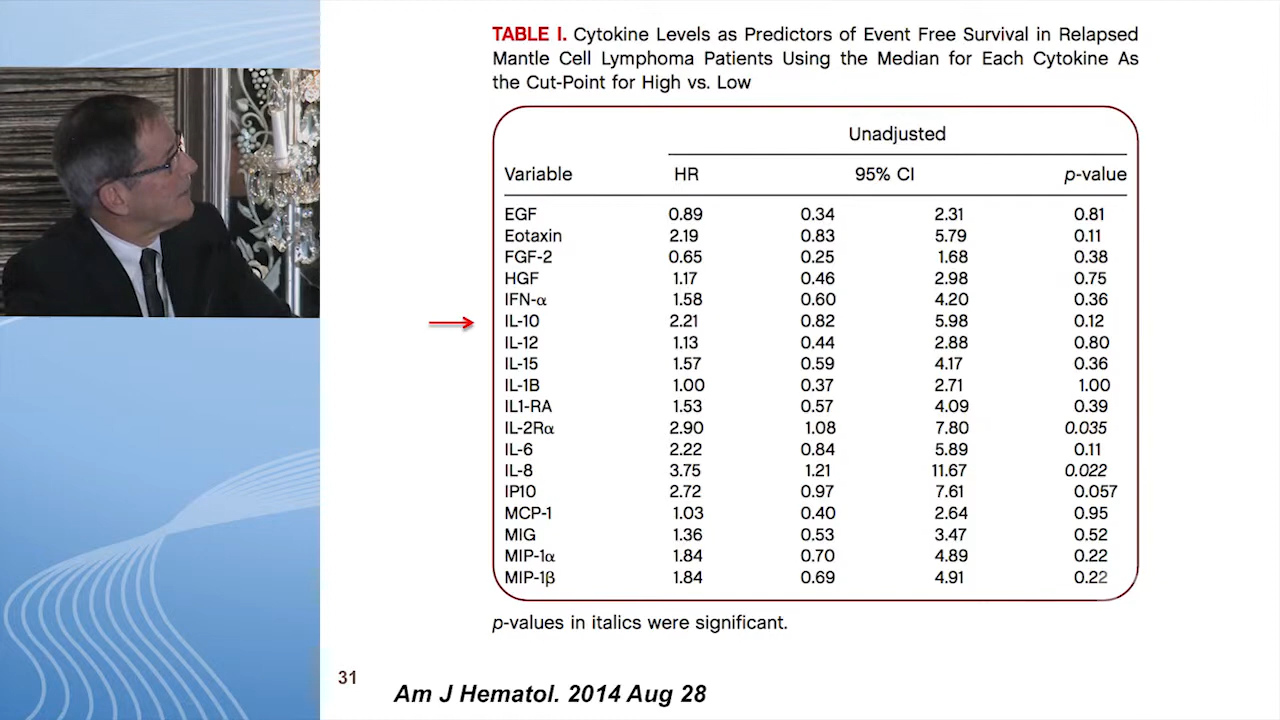 TABLE I. Cytokine Levels as Predictors of Event Free Survival in Relapsed
Mantle Cell Lymphoma Patients Using the Median for Each Cytokine As
the Cut-Point for High vs. Low
Unadjusted
Variable HR 95% CI p-value
EGF 0.89 0.34 2.31 0.81
Eotaxin 2.19 0.83 5.79 0.11
FGF-2 0.65 0.25 1.68 0.38
HGF 1.17 0.46 2.98 0.75
IFN-α 1.58 0.60 4.20 0.36
IL-10 2.21 0.82 5.98 0.12
IL-12 1.13 0.44 2.88 0.80
IL-15 1.57 0.59 4.17 0.36
IL-1B 1.00 0.37 2.71 1.00
IL1-RA 1.53 0.57 4.09 0.39
IL-2Rα 2.90 1.08 7.80 0.035
IL-6 2.22 0.84 5.89 0.11
IL-8 3.75 1.21 11.67 0.022
IP10 2.72 0.97 7.61 0.057
MCP-1 1.03 0.40 2.64 0.95
MIG 1.36 0.53 3.47 0.52
MIP-1α 1.84 0.70 4.89 0.22
MIP-1β 1.84 0.69 4.91 0.22
p-values in italics were significant.
31
Am J Hematol. 2014 Aug 28